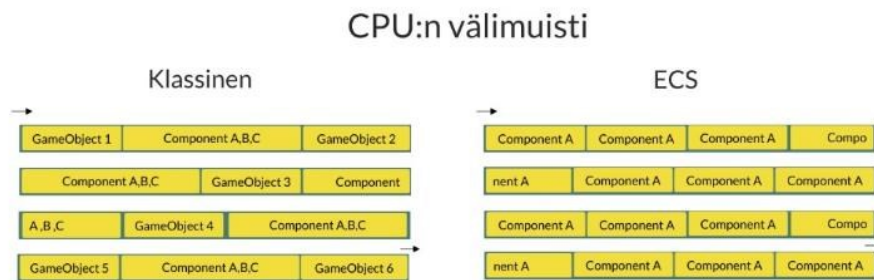 CPU:n välimuisti
Klassinen
GameObject 1 Component A,B,C GameObject 2
Component A,B,C GameObject 3 Component
A ,B ,C GameObject 4 Component A,B,C
GameObject 5 Component A,B,C GameObject 6
ECS
Component A Component A Component A Compo
nent A Component A Component A Component A
Component A Component A Component A Compo
nent A Component A Component A Component A